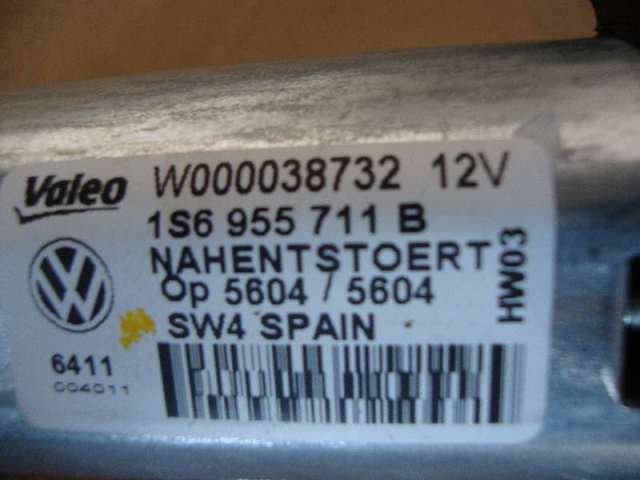 Valeo W000038732 12V
1S6 955 711 B
NAHENTSTOERT
Op 5604 / 5604
SW4 SPAIN
HW03
6411
004011